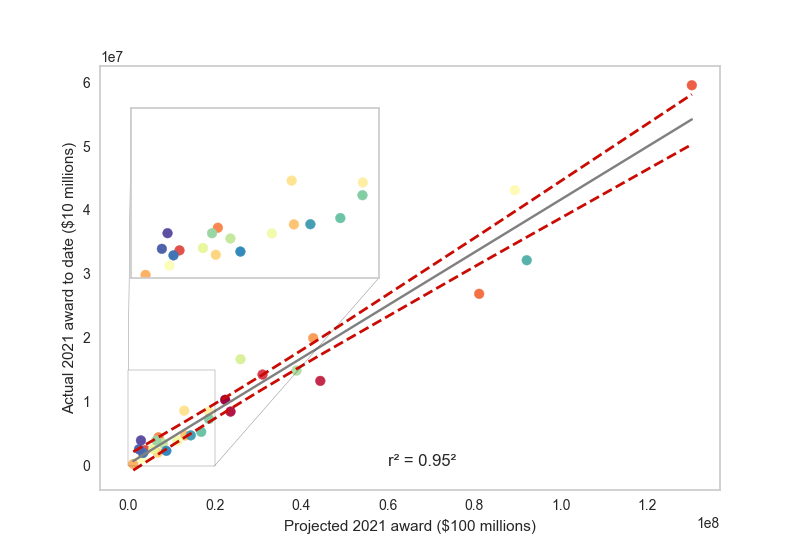 1e7
6
5
4
3
2
1
0
Actual 2021 award to date ($10 millions)
r² = 0.95²
0.0 0.2 0.4 0.6 0.8 1.0 1.2
1e8
Projected 2021 award ($100 millions)